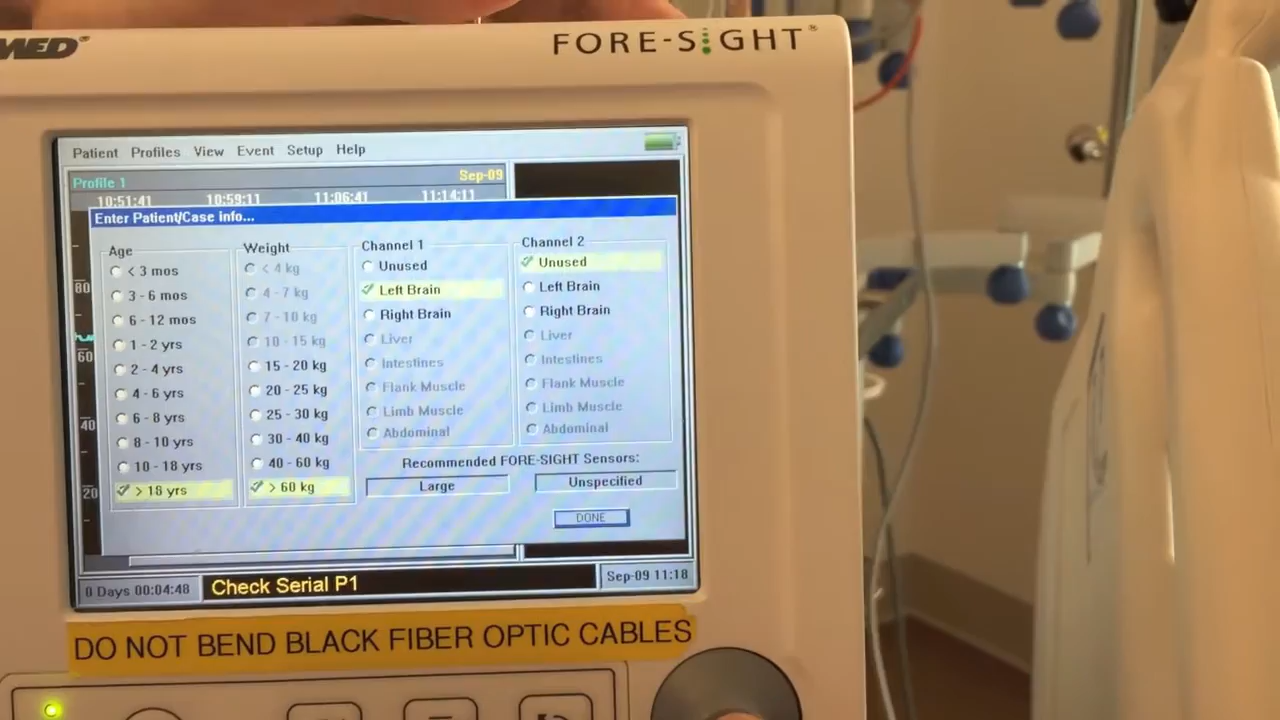 MED®
FORE-SIGHT®
Patient Profiles View Event Setup Help
Profile 1 Sep-09
10:51:41 10:59:11 11:06:41 11:14:11
Enter Patient/Case info...
Age
< 3 mos
3 - 6 mos
6 - 12 mos
1 - 2 yrs
2 - 4 yrs
4 - 6 yrs
6 - 8 yrs
8 - 10 yrs
10 - 18 yrs
> 18 yrs
Weight
< 4 kg
4 - 7 kg
7 - 10 kg
10 - 15 kg
15 - 20 kg
20 - 25 kg
25 - 30 kg
30 - 40 kg
40 - 60 kg
> 60 kg
Channel 1
Unused
Left Brain
Right Brain
Liver
Intestines
Flank Muscle
Limb Muscle
Abdominal
Channel 2
Unused
Left Brain
Right Brain
Liver
Intestines
Flank Muscle
Limb Muscle
Abdominal
Recommended FORE-SIGHT Sensors:
Large
Unspecified
DONE
80
60
40
20
0 Days 00:04:48
Check Serial P1
Sep-09 11:18
DO NOT BEND BLACK FIBER OPTIC CABLES